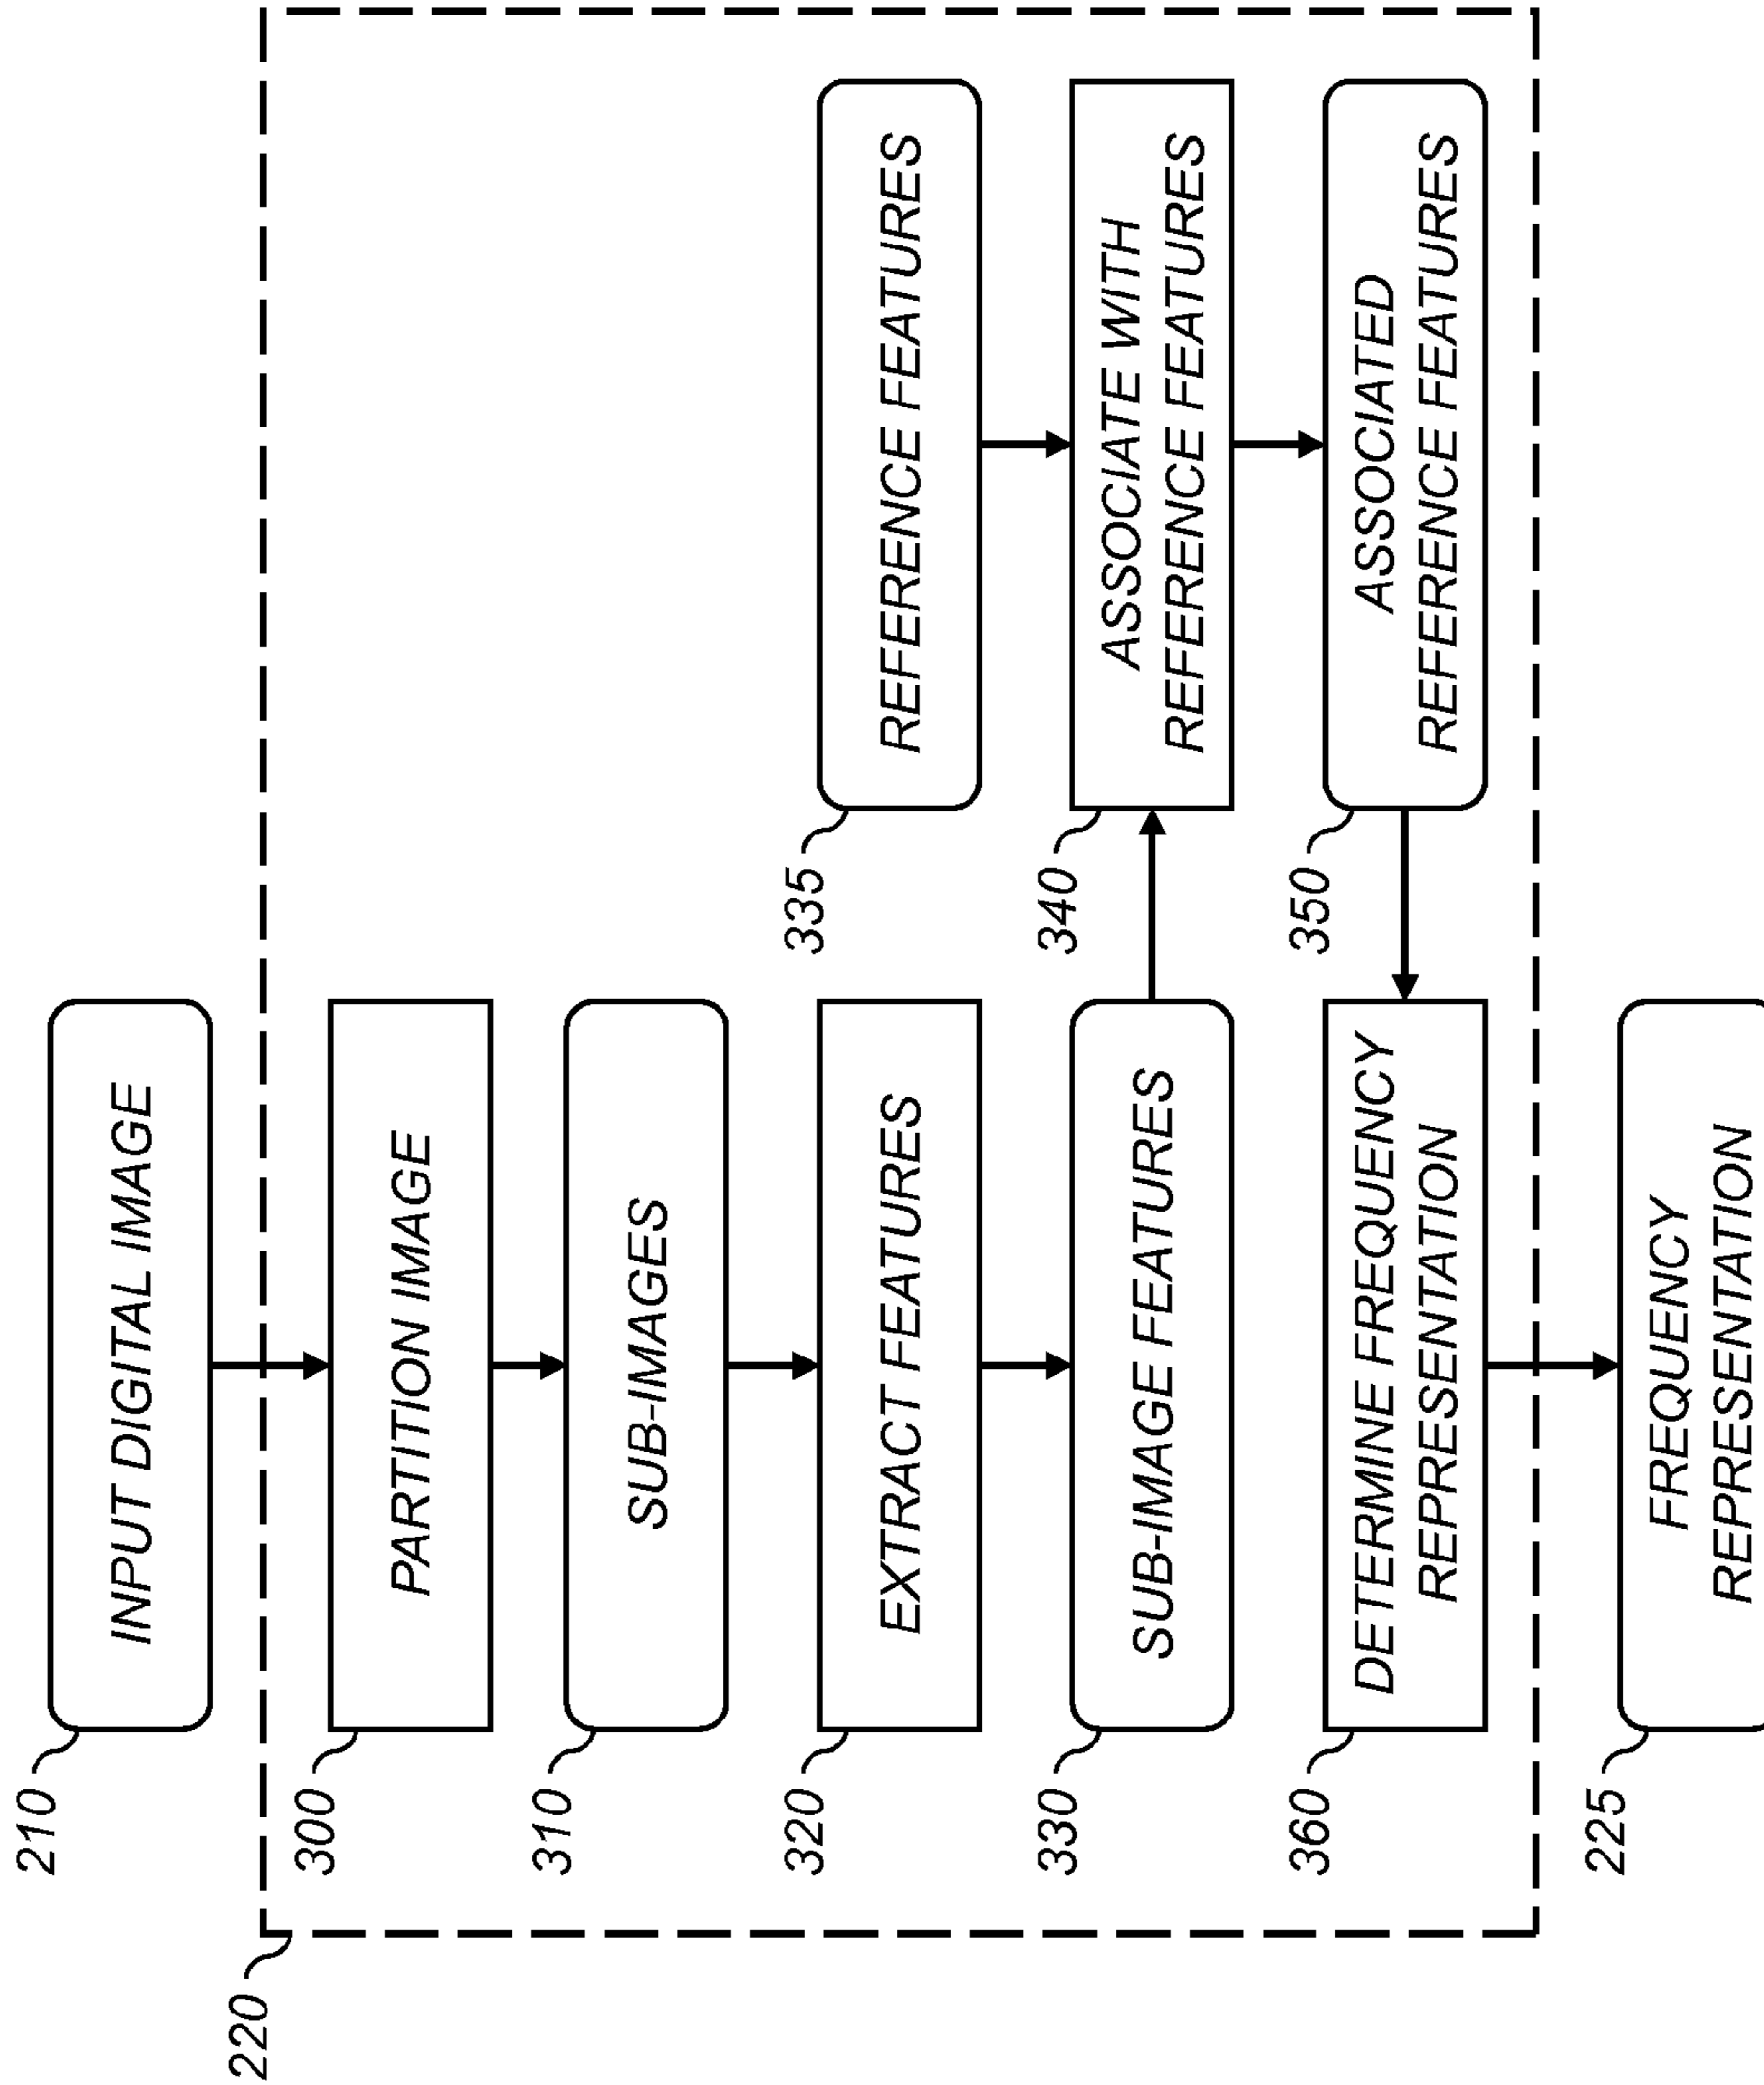 210
INPUT DIGITAL IMAGE
220
300
PARTITION IMAGE
310
SUB-IMAGES
320
EXTRACT FEATURES
335
REFERENCE FEATURES
330
SUB-IMAGE FEATURES
340
ASSOCIATE WITH
REFERENCE FEATURES
360
DETERMINE FREQUENCY
REPRESENTATION
350
ASSOCIATED
REFERENCE FEATURES
225
FREQUENCY
REPRESENTATION